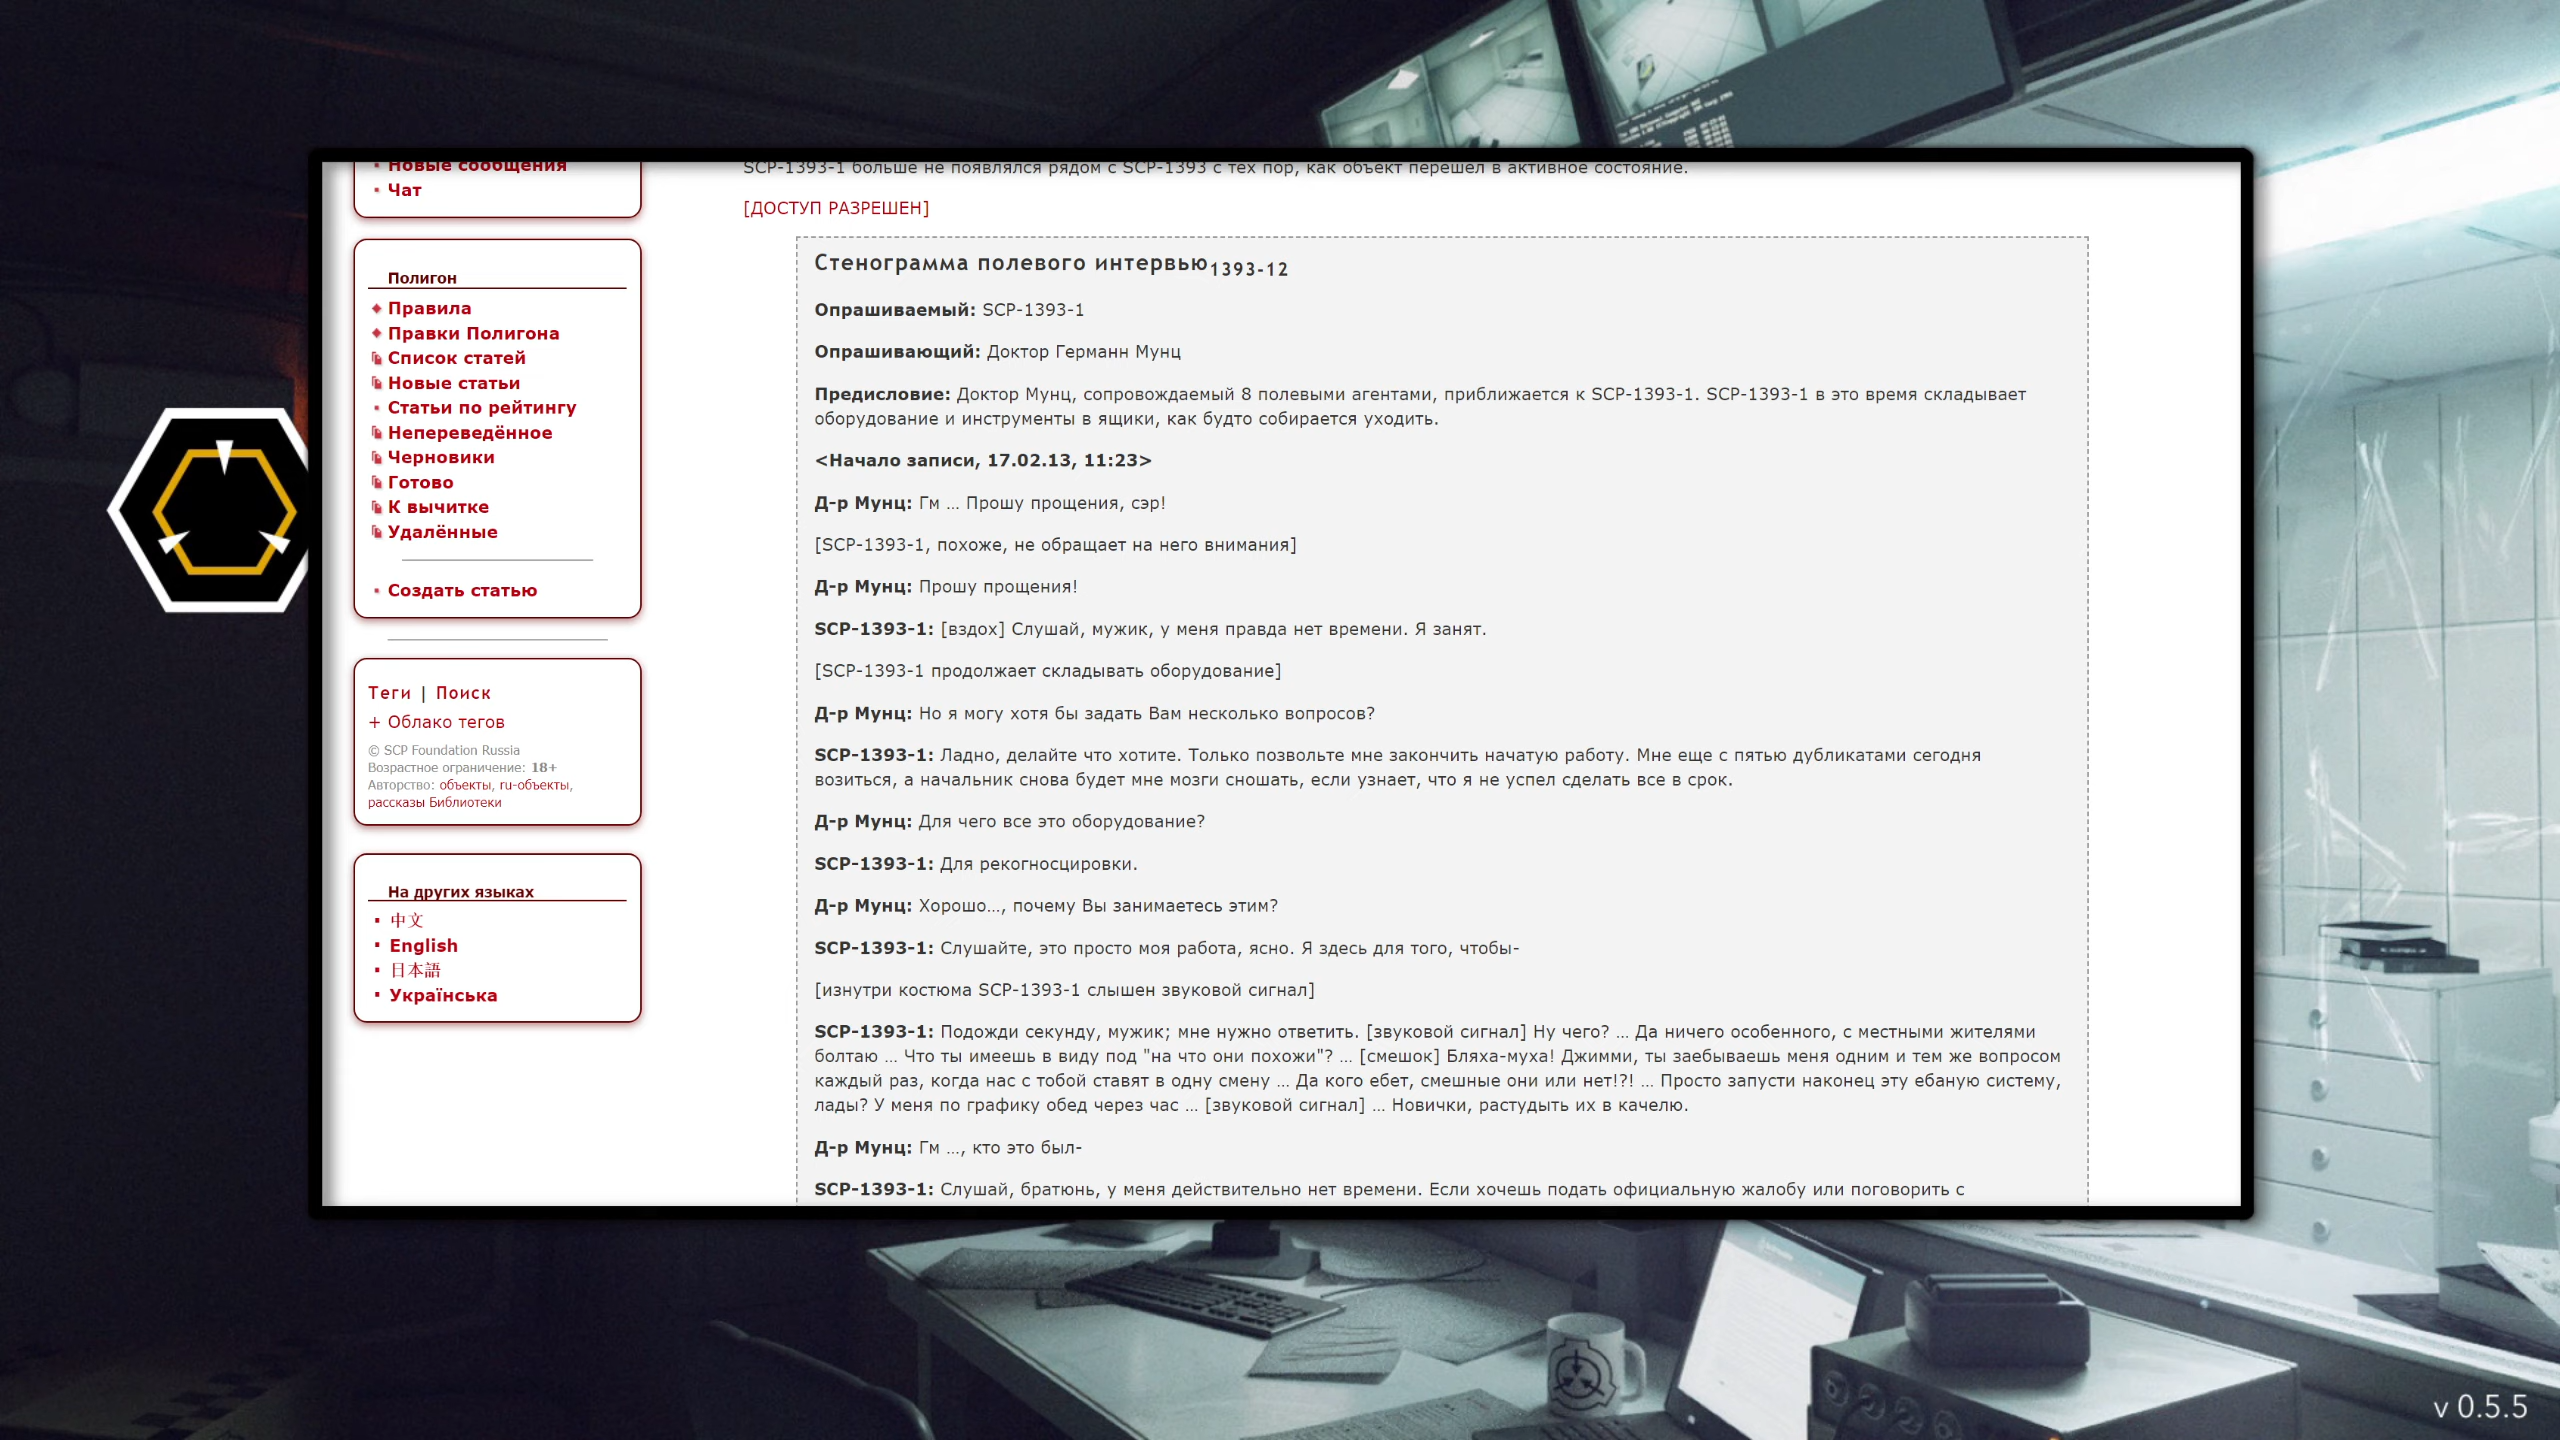 Новые сообщения
Чат
Полигон
Правила
Правки Полигона
Список статей
Новые статьи
Статьи по рейтингу
Непереведённое
Черновики
Готово
К вычитке
Удалённые
Создать статью
Теги | Поиск
+ Облако тегов
© SCP Foundation Russia
Возрастное ограничение: 18+
Авторство: объекты, ru-объекты,
рассказы Библиотеки
На других языках
中文
English
日本語
Українська
SCP-1393-1 больше не появлялся рядом с SCP-1393 с тех пор, как объект перешел в активное состояние.
[ДОСТУП РАЗРЕШЕН]
Стенограмма полевого интервью1393-12
Опрашиваемый: SCP-1393-1
Опрашивающий: Доктор Германн Мунц
Предисловие: Доктор Мунц, сопровождаемый 8 полевыми агентами, приближается к SCP-1393-1. SCP-1393-1 в это время складывает
оборудование и инструменты в ящики, как будто собирается уходить.
<Начало записи, 17.02.13, 11:23>
Д-р Мунц: Гм ... Прошу прощения, сэр!
[SCP-1393-1, похоже, не обращает на него внимания]
Д-р Мунц: Прошу прощения!
SCP-1393-1: [вздох] Слушай, мужик, у меня правда нет времени. Я занят.
[SCP-1393-1 продолжает складывать оборудование]
Д-р Мунц: Но я могу хотя бы задать Вам несколько вопросов?
SCP-1393-1: Ладно, делайте что хотите. Только позвольте мне закончить начатую работу. Мне еще с пятью дубликатами сегодня
возиться, а начальник снова будет мне мозги сношать, если узнает, что я не успел сделать все в срок.
Д-р Мунц: Для чего все это оборудование?
SCP-1393-1: Для рекогносцировки.
Д-р Мунц: Хорошо..., почему Вы занимаетесь этим?
SCP-1393-1: Слушайте, это просто моя работа, ясно. Я здесь для того, чтобы-
[изнутри костюма SCP-1393-1 слышен звуковой сигнал]
SCP-1393-1: Подожди секунду, мужик; мне нужно ответить. [звуковой сигнал] Ну чего? ... Да ничего особенного, с местными жителями
болтаю ... Что ты имеешь в виду под "на что они похожи"? ... [смешок] Бляха-муха! Джимми, ты заебываешь меня одним и тем же вопросом
каждый раз, когда нас с тобой ставят в одну смену ... Да кого ебет, смешные они или нет!?! ... Просто запусти наконец эту ебаную систему,
лады? У меня по графику обед через час ... [звуковой сигнал] ... Новички, растудыть их в качелю.
Д-р Мунц: Гм ..., кто это был-
SCP-1393-1: Слушай, братюнь, у меня действительно нет времени. Если хочешь подать официальную жалобу или поговорить с
v 0.5.5